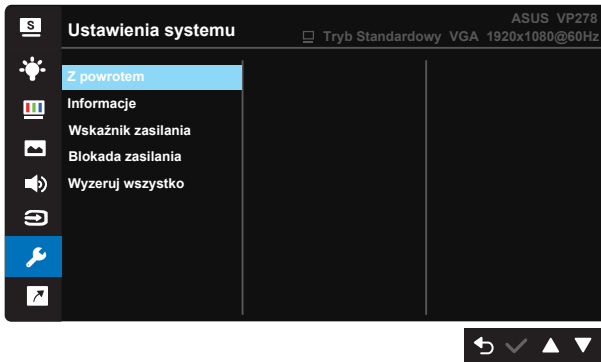 S
Ustawienia systemu
ASUS VP278
Tryb Standardowy VGA 1920x1080@60Hz
Z powrotem
Informacje
Wskaźnik zasilania
Blokada zasilania
Wyzeruj wszystko